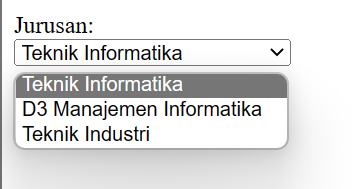 Jurusan:
Teknik Informatika
Teknik Informatika
D3 Manajemen Informatika
Teknik Industri